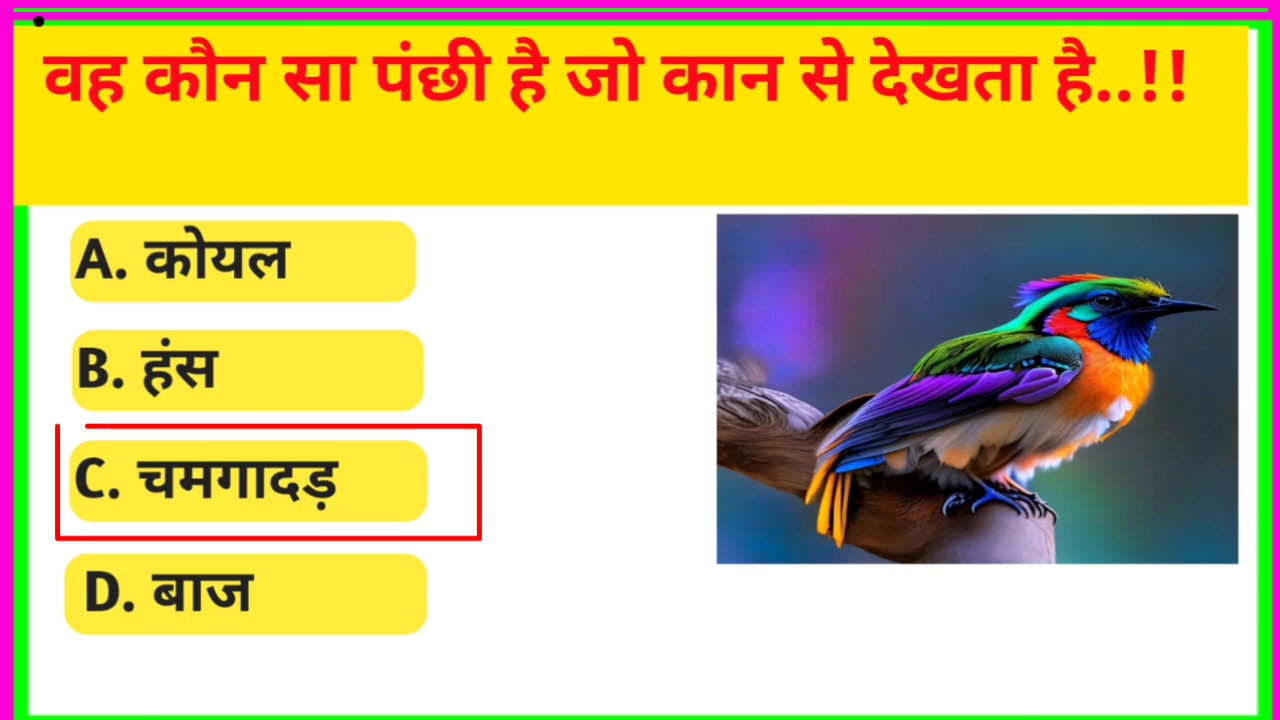 वह कौन सा पंछी है जो कान से देखता है..!!
A. कोयल
B. हंस
C. चमगादड़
D. बाज